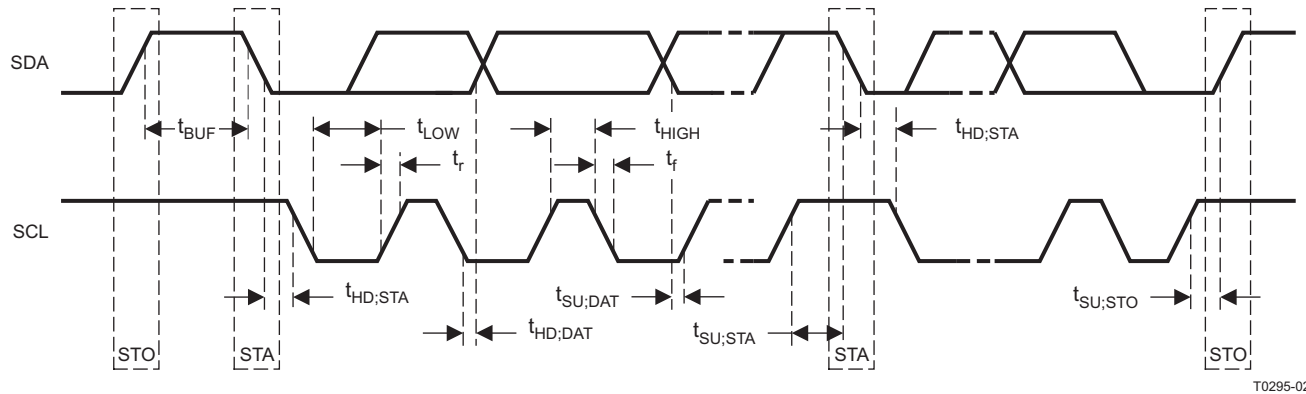 SDA
t_BUF
t_LOW
t_HIGH
t_HD;STA
t_r
t_f
SCL
t_HD;STA
t_SU;DAT
t_SU;STO
t_HD;DAT
t_SU;STA
STO
STA
STA
STO
T0295-02